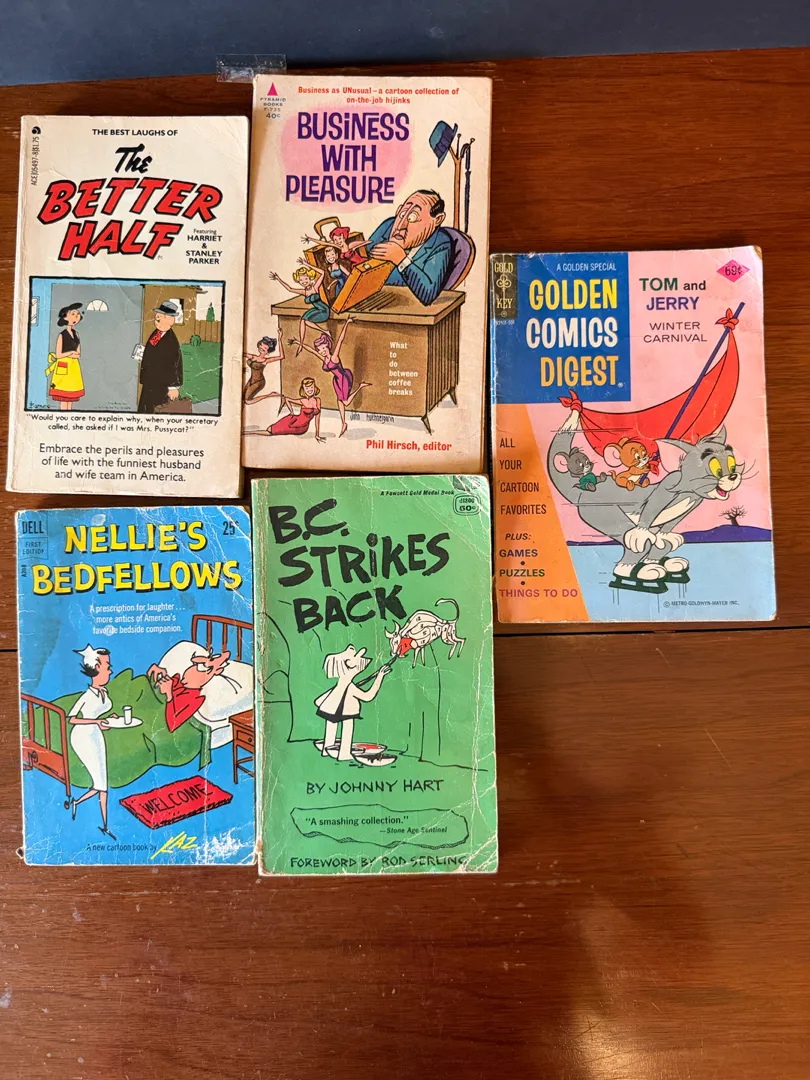 THE BEST LAUGHS OF
The
BETTER
HALF
Featuring
HARRIET
&
STANLEY
PARKER
"Would you care to explain why, when your secretary
called, she asked if I was Mrs. Pussycat?"
Embrace the perils and pleasures
of life with the funniest husband
and wife team in America.
PYRAMID
BOOKS
40¢
Business as UNusual—a cartoon collection of
on-the-job hijinks
BUSINESS
WITH
PLEASURE
What
to
do
between
coffee
breaks
Phil Hirsch, editor
GOLD
KEY
A GOLDEN SPECIAL
69¢
GOLDEN
COMICS
DIGEST
TOM and
JERRY
WINTER
CARNIVAL
ALL
YOUR
CARTOON
FAVORITES
PLUS:
GAMES
•
PUZZLES
•
THINGS TO DO
© METRO-GOLDWYN-MAYER INC.
DELL
FIRST
EDITION
25¢
NELLIE'S
BEDFELLOWS
A prescription for laughter...
more antics of America's
favorite bedside companion.
WELCOME
A new cartoon book by KAZ
A Fawcett Gold Medal Book
50¢
B.C.
STRIKES
BACK
BY JOHNNY HART
"A smashing collection."
—Stone Age Sentinel
FOREWORD BY ROD SERLING